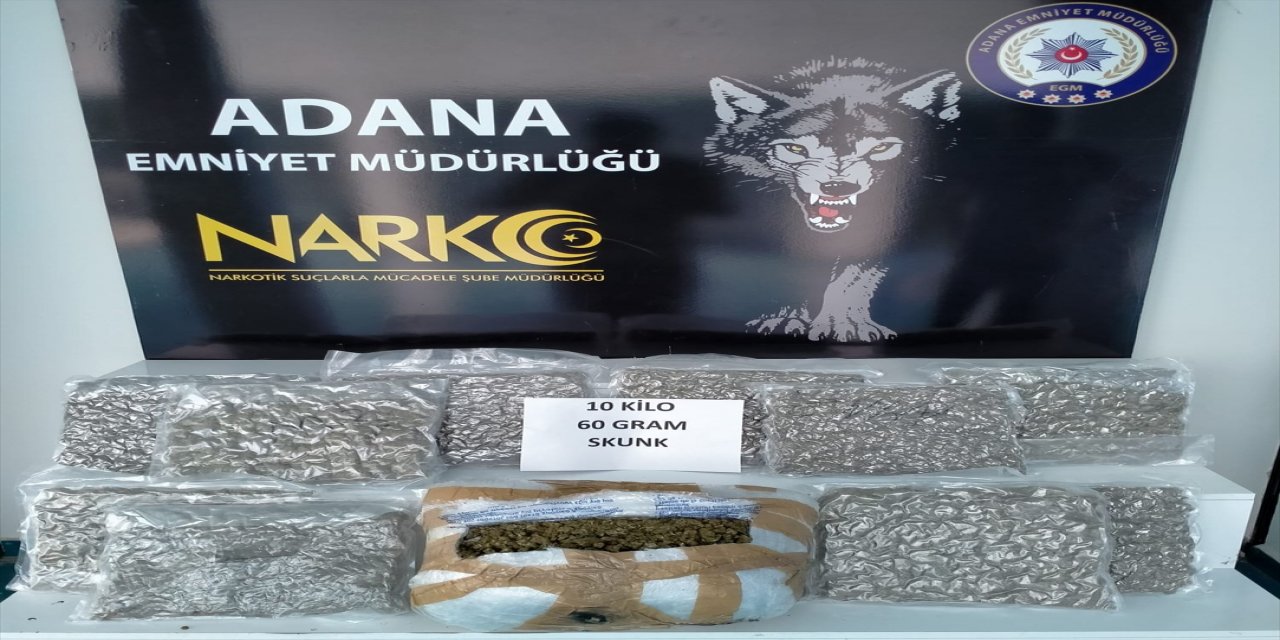 ADANA
EMNİYET MÜDÜRLÜĞÜ
NARKO
NARKOTİK SUÇLARLA MÜCADELE ŞUBE MÜDÜRLÜĞÜ
ADANA EMNİYET MÜDÜRLÜĞÜ
EGM
10 KİLO
60 GRAM
SKUNK